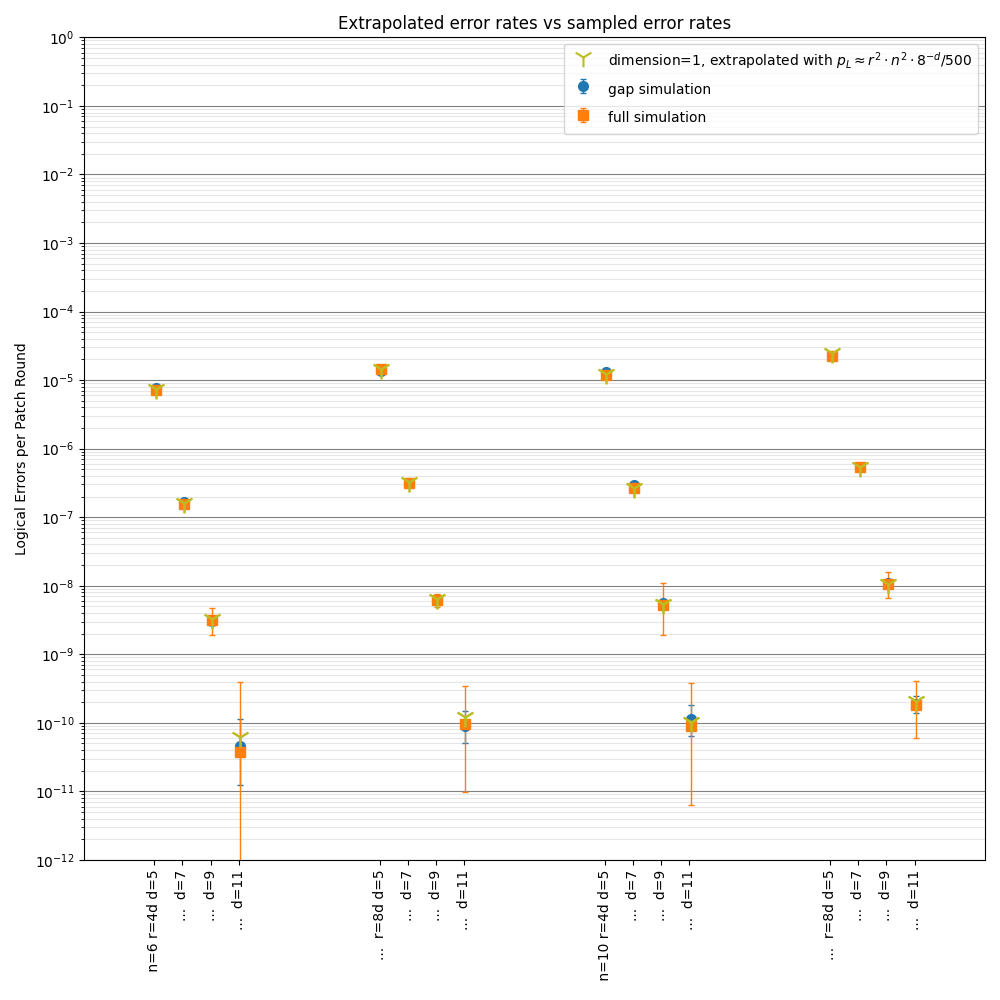 Extrapolated error rates vs sampled error rates
10⁰
10⁻¹
10⁻²
10⁻³
10⁻⁴
10⁻⁵
10⁻⁶
10⁻⁷
10⁻⁸
10⁻⁹
10⁻¹⁰
10⁻¹¹
10⁻¹²
Logical Errors per Patch Round
dimension=1, extrapolated with p_L ≈ r² · n² · 8⁻ᵈ/500
gap simulation
full simulation
n=6 r=4d d=5
... d=7
... d=9
... d=11
... r=8d d=5
... d=7
... d=9
... d=11
n=10 r=4d d=5
... d=7
... d=9
... d=11
... r=8d d=5
... d=7
... d=9
... d=11